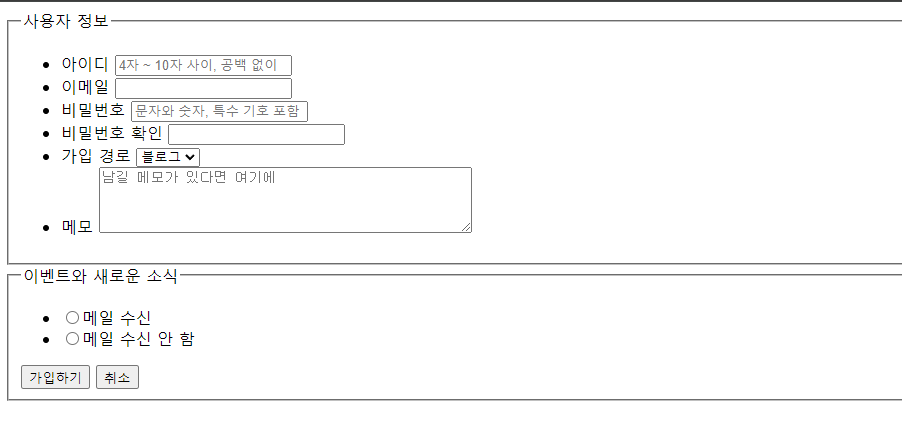 사용자 정보
아이디 4자 ~ 10자 사이, 공백 없이
이메일
비밀번호 문자와 숫자, 특수 기호 포함
비밀번호 확인
가입 경로 블로그
남길 메모가 있다면 여기에
메모
이벤트와 새로운 소식
메일 수신
메일 수신 안 함
가입하기 취소